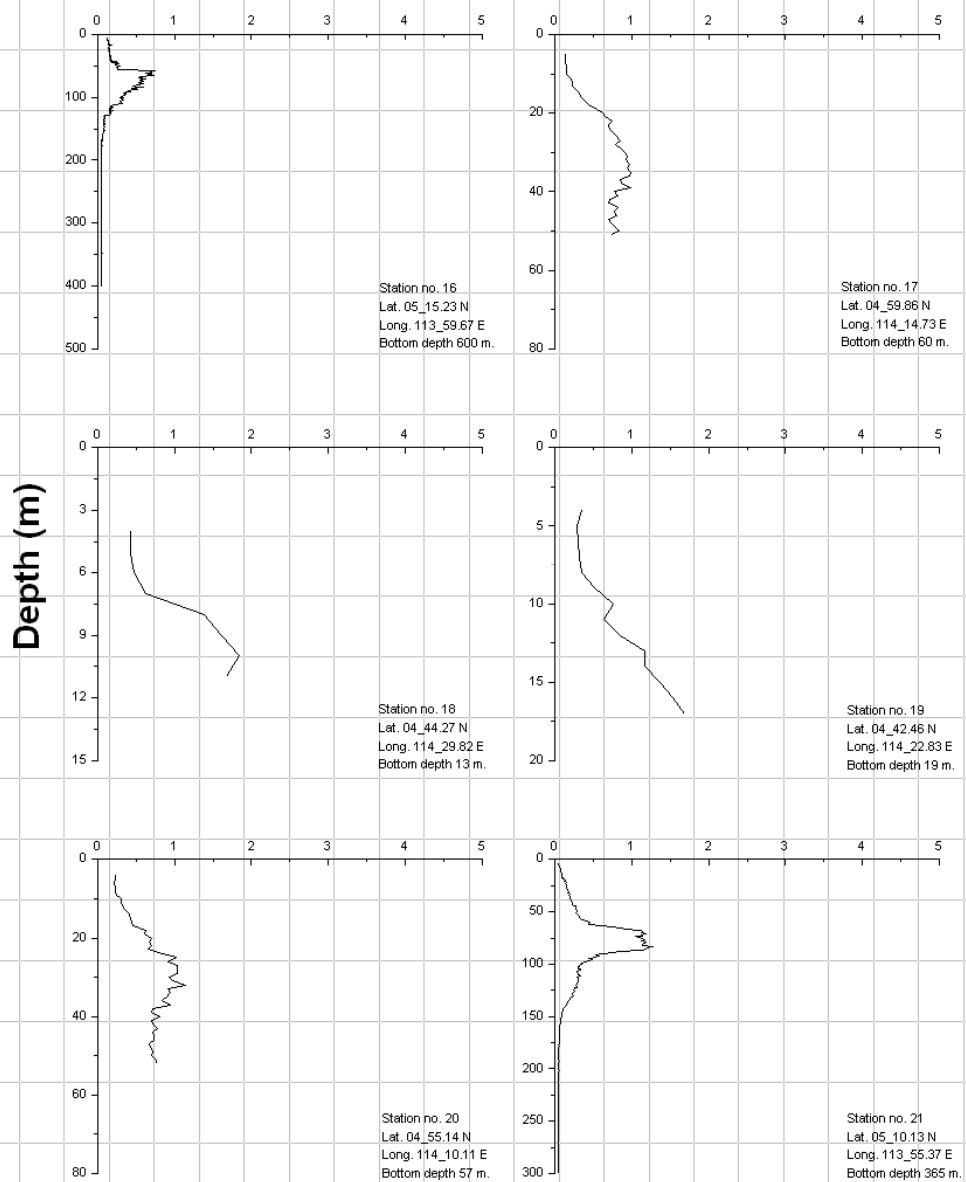 0 1 2 3 4 5
0
100
200
300
400
500
Station no. 16
Lat. 05_15.23 N
Long. 113_59.67 E
Bottom depth 600 m.
0 1 2 3 4 5
0
20
40
60
80
Station no. 17
Lat. 04_59.86 N
Long. 114_14.73 E
Bottom depth 60 m.
Depth (m)
0 1 2 3 4 5
0
3
6
9
12
15
Station no. 18
Lat. 04_44.27 N
Long. 114_29.82 E
Bottom depth 13 m.
0 1 2 3 4 5
0
5
10
15
20
Station no. 19
Lat. 04_42.46 N
Long. 114_22.83 E
Bottom depth 19 m.
0 1 2 3 4 5
0
20
40
60
80
Station no. 20
Lat. 04_55.14 N
Long. 114_10.11 E
Bottom depth 57 m.
0 1 2 3 4 5
0
50
100
150
200
250
300
Station no. 21
Lat. 05_10.13 N
Long. 113_55.37 E
Bottom depth 365 m.